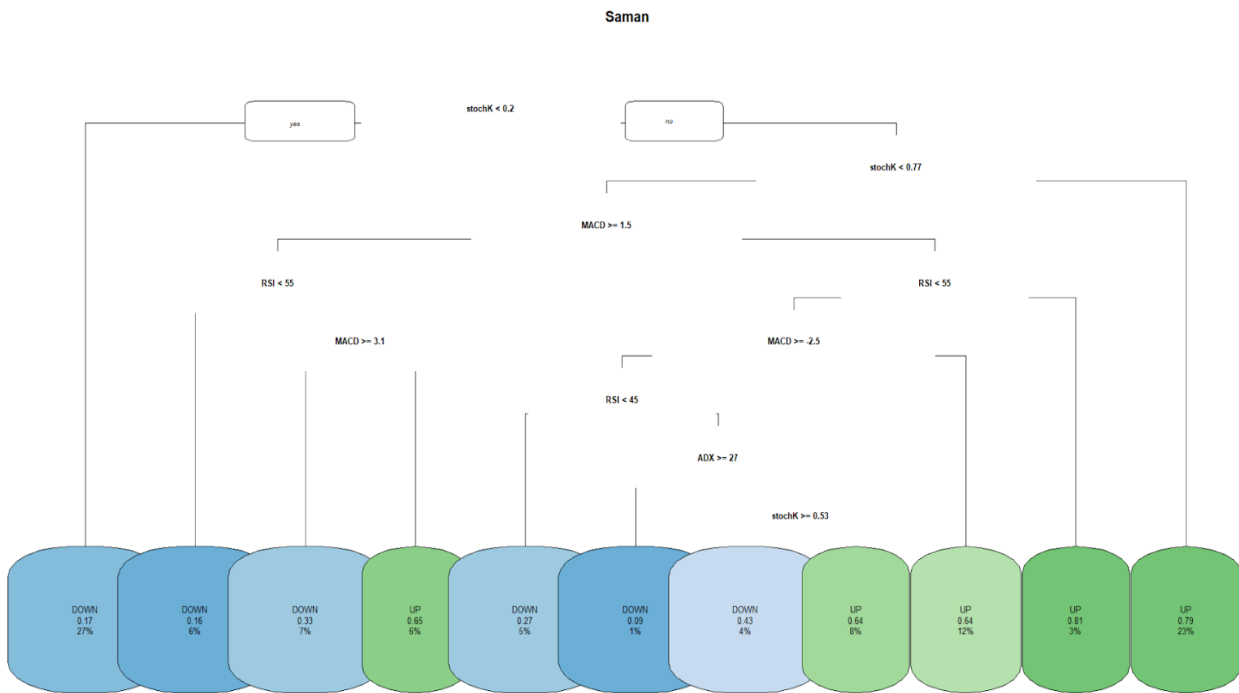 Saman
stochK < 0.2
yes
no
stochK < 0.77
MACD >= 1.5
RSI < 55
RSI < 55
MACD >= 3.1
MACD >= -2.5
RSI < 45
ADX >= 27
stochK >= 0.53
DOWN
0.17
27%
DOWN
0.16
6%
DOWN
0.33
7%
UP
0.65
6%
DOWN
0.27
5%
DOWN
0.09
1%
DOWN
0.43
4%
UP
0.64
8%
UP
0.64
12%
UP
0.81
3%
UP
0.79
23%